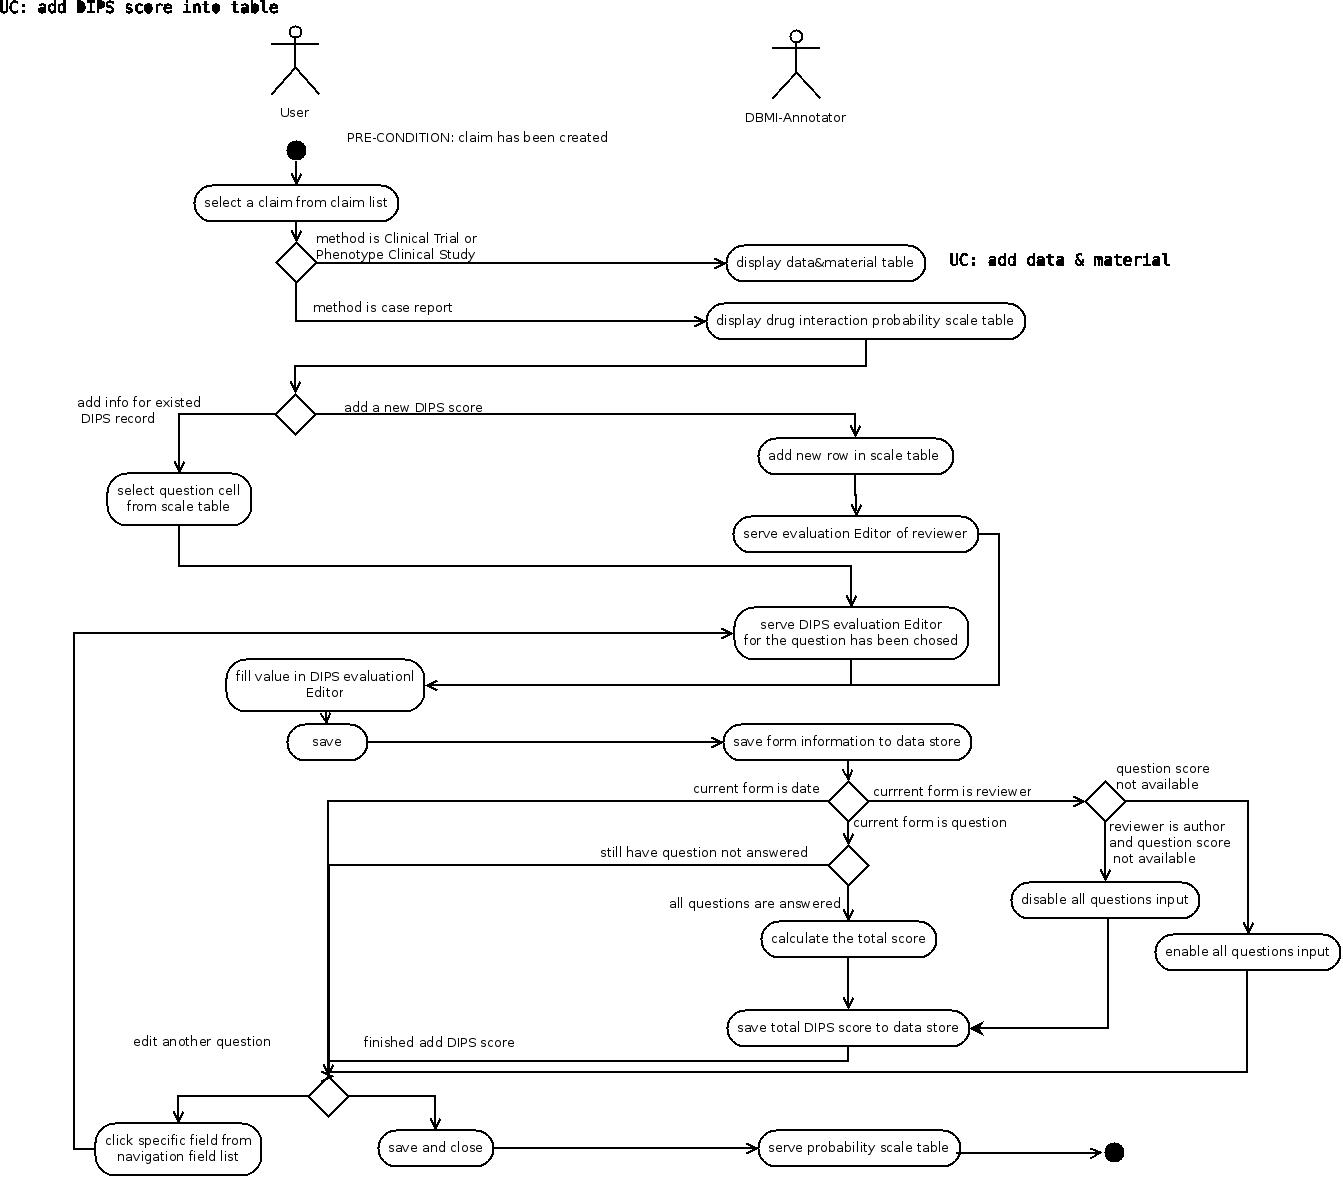 UC: add DIPS score into table
User
DBMI-Annotator
PRE-CONDITION: claim has been created
select a claim from claim list
method is Clinical Trial or
Phenotype Clinical Study
display data&material table
UC: add data & material
method is case report
display drug interaction probability scale table
add info for existed
DIPS record
add a new DIPS score
add new row in scale table
select question cell
from scale table
serve evaluation Editor of reviewer
serve DIPS evaluation Editor
for the question has been chosed
fill value in DIPS evaluationl
Editor
save
save form information to data store
question score
not available
current form is date
currrent form is reviewer
current form is question
reviewer is author
and question score
not available
still have question not answered
all questions are answered
disable all questions input
calculate the total score
enable all questions input
save total DIPS score to data store
edit another question
finished add DIPS score
click specific field from
navigation field list
save and close
serve probability scale table